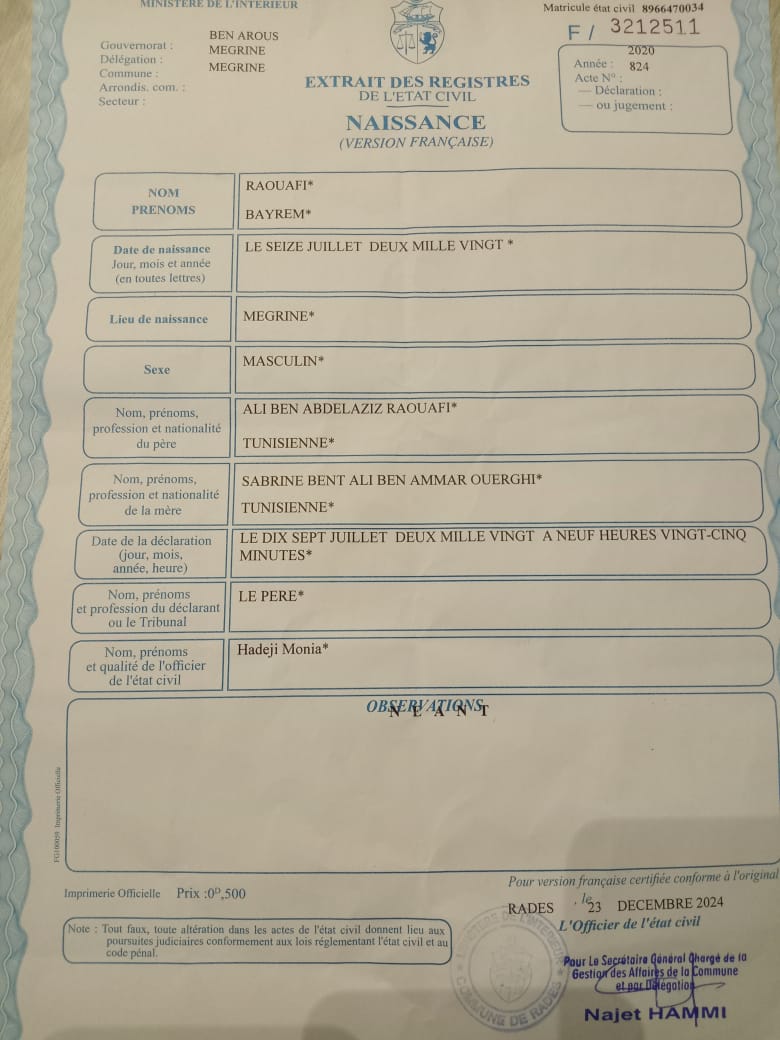 MINISTERE DE L'INTERIEUR
Gouvernorat : BEN AROUS
Délégation : MEGRINE
Commune : MEGRINE
Arrondis. com. :
Secteur :
Matricule état civil 8966470034
F / 3212511
2020
Année : 824
Acte N° :
— Déclaration :
— ou jugement :
EXTRAIT DES REGISTRES
DE L'ETAT CIVIL
NAISSANCE
(VERSION FRANÇAISE)
NOM
PRENOMS
RAOUAFI*
BAYREM*
Date de naissance
Jour, mois et année
(en toutes lettres)
LE SEIZE JUILLET DEUX MILLE VINGT *
Lieu de naissance
MEGRINE*
Sexe
MASCULIN*
Nom, prénoms,
profession et nationalité
du père
ALI BEN ABDELAZIZ RAOUAFI*
TUNISIENNE*
Nom, prénoms,
profession et nationalité
de la mère
SABRINE BENT ALI BEN AMMAR OUERGHI*
TUNISIENNE*
Date de la déclaration
(jour, mois,
année, heure)
LE DIX SEPT JUILLET DEUX MILLE VINGT A NEUF HEURES VINGT-CINQ
MINUTES*
Nom, prénoms
et profession du déclarant
ou le Tribunal
LE PERE*
Nom, prénoms
et qualité de l'officier
de l'état civil
Hadeji Monia*
OBSERVATIONS
N E A N T
FG100059 Imprimerie Officielle
Imprimerie Officielle Prix :0ᴰ,500
Note : Tout faux, toute altération dans les actes de l'état civil donnent lieu aux
poursuites judiciaires conformement aux lois réglementant l'état civil et au
code pénal.
Pour version française certifiée conforme à l'original
RADES , le 23 DECEMBRE 2024
L'Officier de l'état civil
Pour Le Secrétaire Général Chargé de la
Gestion des Affaires de la Commune
et par Délégation
Najet HAMMI
MINISTERE DE L'INTERIEUR
COMMUNE DE RADES